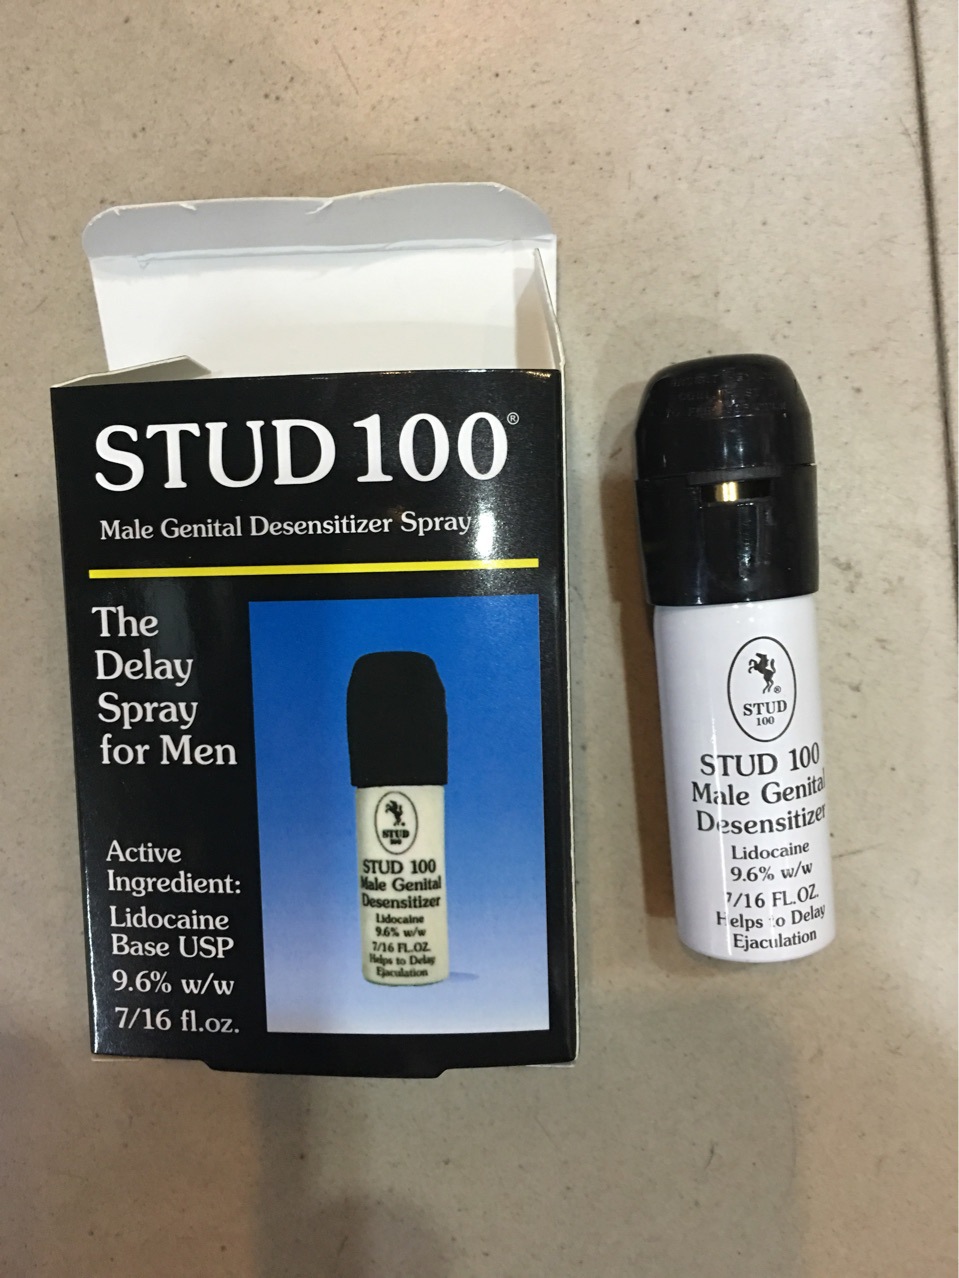 STUD 100®
Male Genital Desensitizer Spray
The
Delay
Spray
for Men
Active
Ingredient:
Lidocaine
Base USP
9.6% w/w
7/16 fl.oz.
STUD
100
STUD 100
Male Genital
Desensitizer
Lidocaine
9.6% w/w
7/16 FL.OZ.
Helps to Delay
Ejaculation
®
STUD
100
STUD 100
Male Genital
Desensitizer
Lidocaine
9.6% w/w
7/16 FL.OZ.
Helps to Delay
Ejaculation